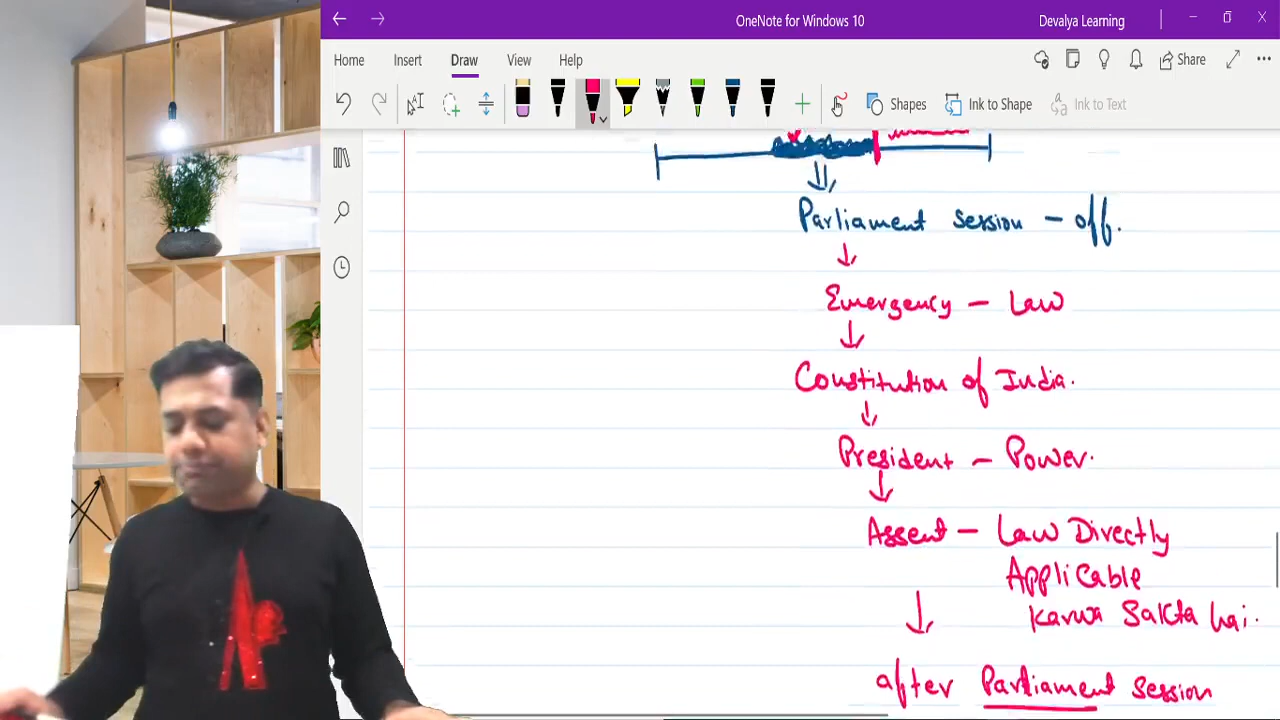 OneNote for Windows 10
Devalya Learning
Home Insert Draw View Help
Share
Shapes
Ink to Shape
Ink to Text
Parliament session - off.
Emergency - Law
Constitution of India.
President - Power.
Assent - Law Directly
Applicable
Karwa Sakta hai.
after Parliament session